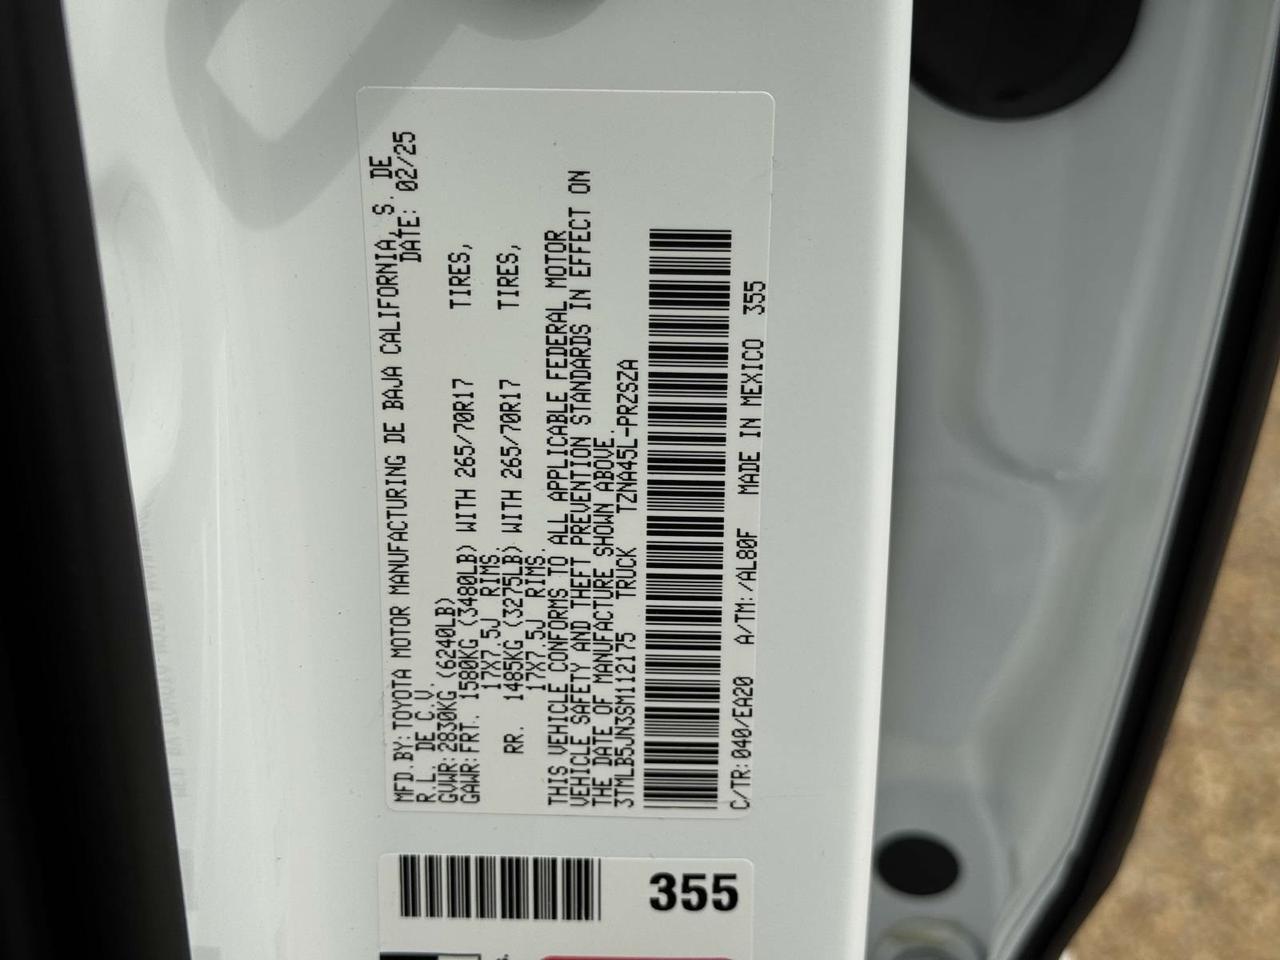 MFD.BY: TOYOTA MOTOR MANUFACTURING DE BAJA CALIFORNIA, S. DE
R.L. DE C.V. DATE: 02/25
GVWR: 2830KG (6240LB)
GAWR: FRT. 1580KG (3480LB) WITH 265/70R17 TIRES,
17X7.5J RIMS.
RR. 1485KG (3275LB) WITH 265/70R17 TIRES,
17X7.5J RIMS.
THIS VEHICLE CONFORMS TO ALL APPLICABLE FEDERAL MOTOR
VEHICLE SAFETY AND THEFT PREVENTION STANDARDS IN EFFECT ON
THE DATE OF MANUFACTURE SHOWN ABOVE.
3TMLB5JN3SM112175 TRUCK TZNA45L-PRZSZA
C/TR: 040/EA20 A/TM: /AL80F MADE IN MEXICO 355
355